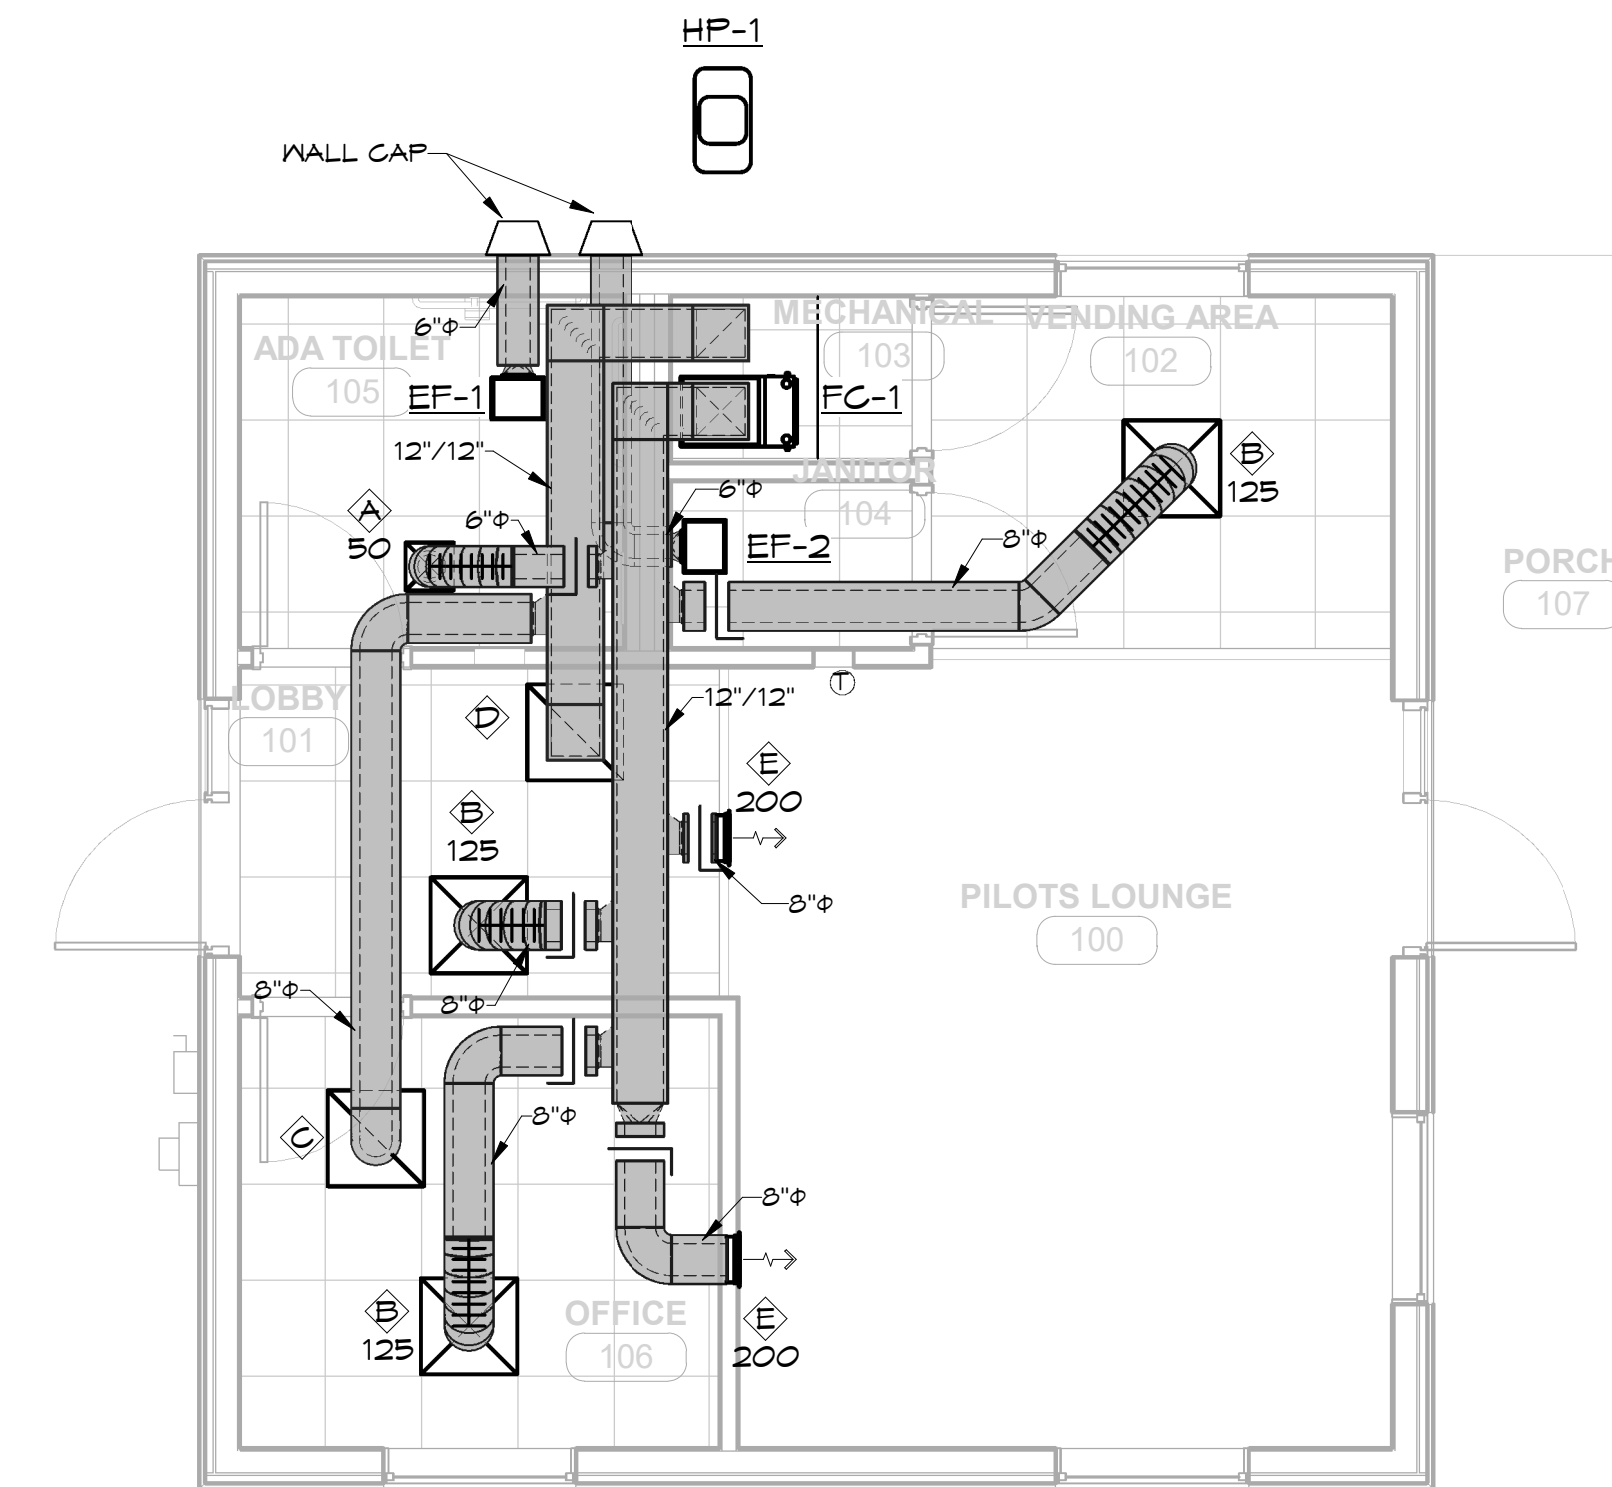 HP-1
WALL CAP
MECHANICAL
103
VENDING AREA
102
6"Φ
ADA TOILET
105
EF-1
FC-1
12"/12"
B
125
JANITOR
104
6"Φ
A
50
6"Φ
EF-2
8"Φ
PORCH
107
T
LOBBY
101
D
12"/12"
E
200
B
125
8"Φ
PILOTS LOUNGE
100
8"Φ
8"Φ
C
8"Φ
8"Φ
B
125
OFFICE
106
E
200